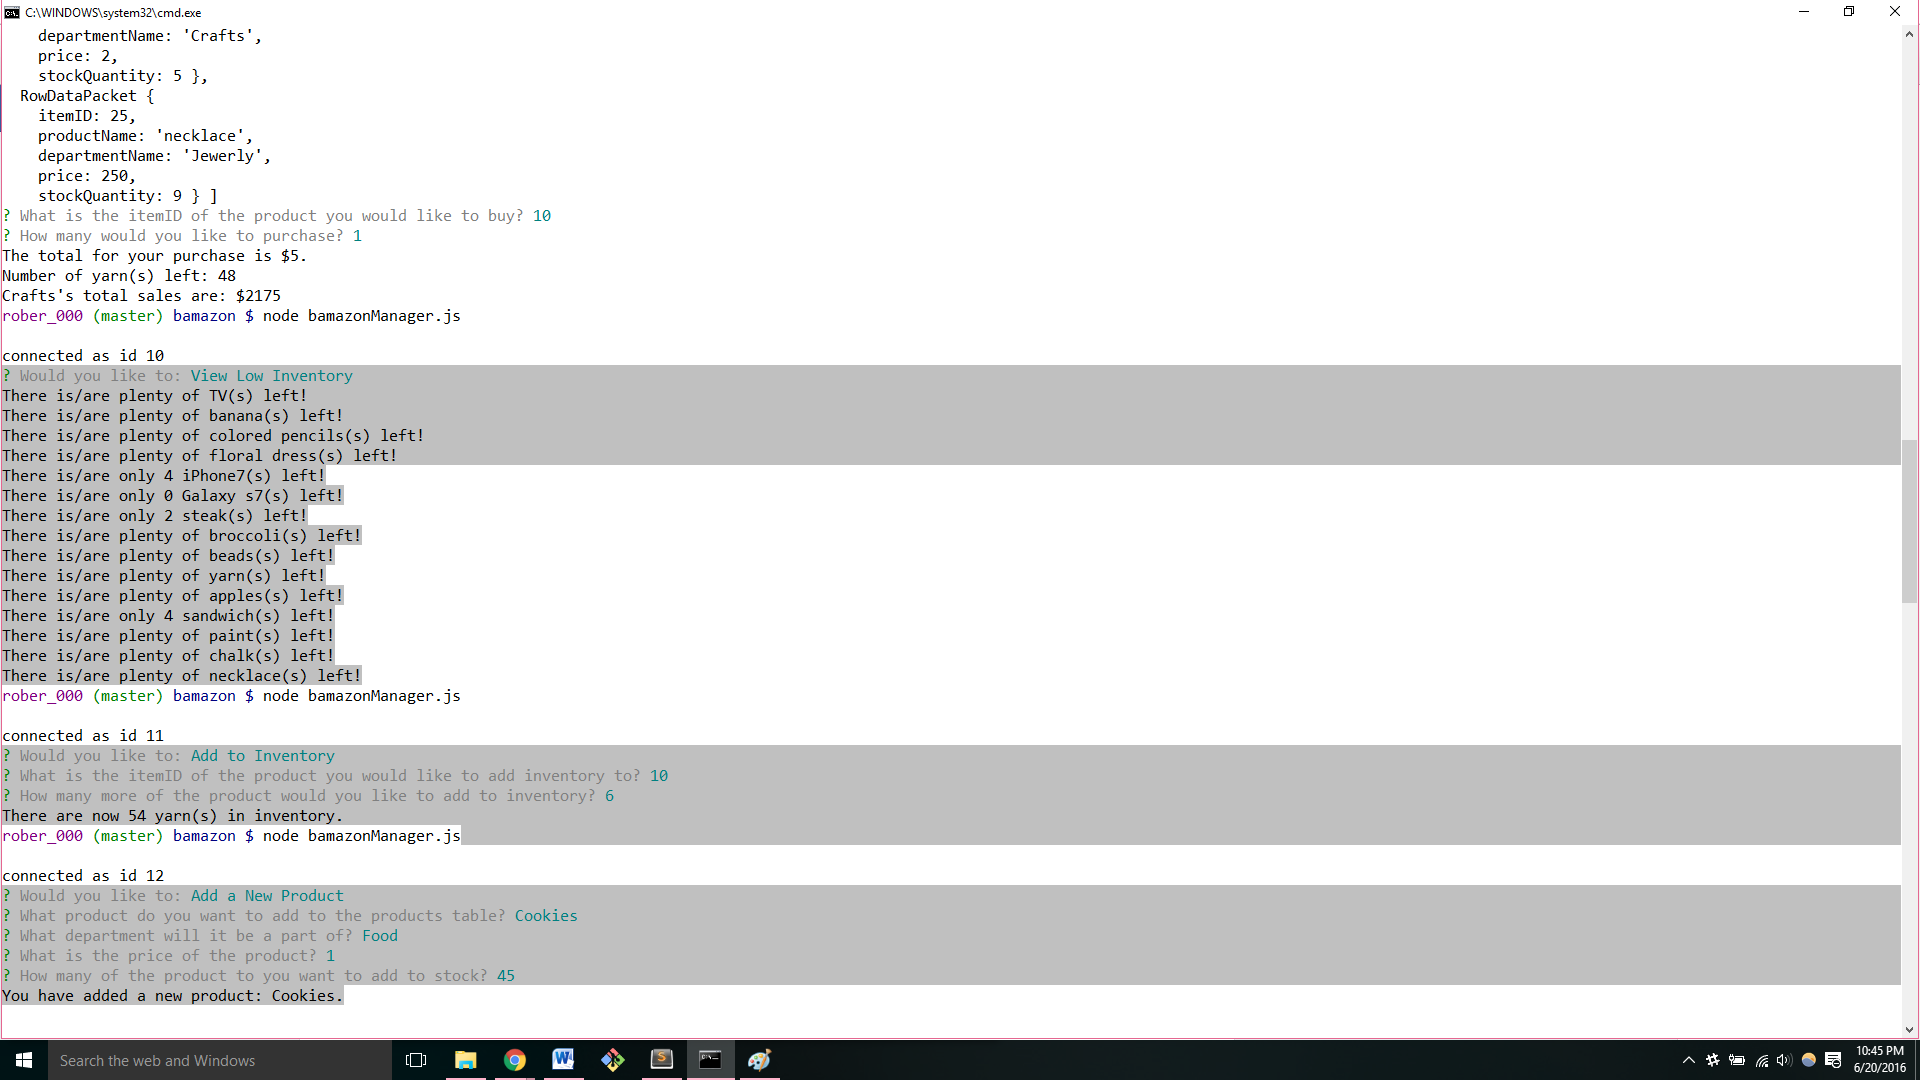 C:\WINDOWS\system32\cmd.exe
departmentName: 'Crafts',
price: 2,
stockQuantity: 5 },
RowDataPacket {
itemID: 25,
productName: 'necklace',
departmentName: 'Jewerly',
price: 250,
stockQuantity: 9 } ]
? What is the itemID of the product you would like to buy? 10
? How many would you like to purchase? 1
The total for your purchase is $5.
Number of yarn(s) left: 48
Crafts's total sales are: $2175
rober_000 (master) bamazon $ node bamazonManager.js
connected as id 10
? Would you like to: View Low Inventory
There is/are plenty of TV(s) left!
There is/are plenty of banana(s) left!
There is/are plenty of colored pencils(s) left!
There is/are plenty of floral dress(s) left!
There is/are only 4 iPhone7(s) left!
There is/are only 0 Galaxy s7(s) left!
There is/are only 2 steak(s) left!
There is/are plenty of broccoli(s) left!
There is/are plenty of beads(s) left!
There is/are plenty of yarn(s) left!
There is/are plenty of apples(s) left!
There is/are only 4 sandwich(s) left!
There is/are plenty of paint(s) left!
There is/are plenty of chalk(s) left!
There is/are plenty of necklace(s) left!
rober_000 (master) bamazon $ node bamazonManager.js
connected as id 11
? Would you like to: Add to Inventory
? What is the itemID of the product you would like to add inventory to? 10
? How many more of the product would you like to add to inventory? 6
There are now 54 yarn(s) in inventory.
rober_000 (master) bamazon $ node bamazonManager.js
connected as id 12
? Would you like to: Add a New Product
? What product do you want to add to the products table? Cookies
? What department will it be a part of? Food
? What is the price of the product? 1
? How many of the product to you want to add to stock? 45
You have added a new product: Cookies.
Search the web and Windows
10:45 PM
6/20/2016